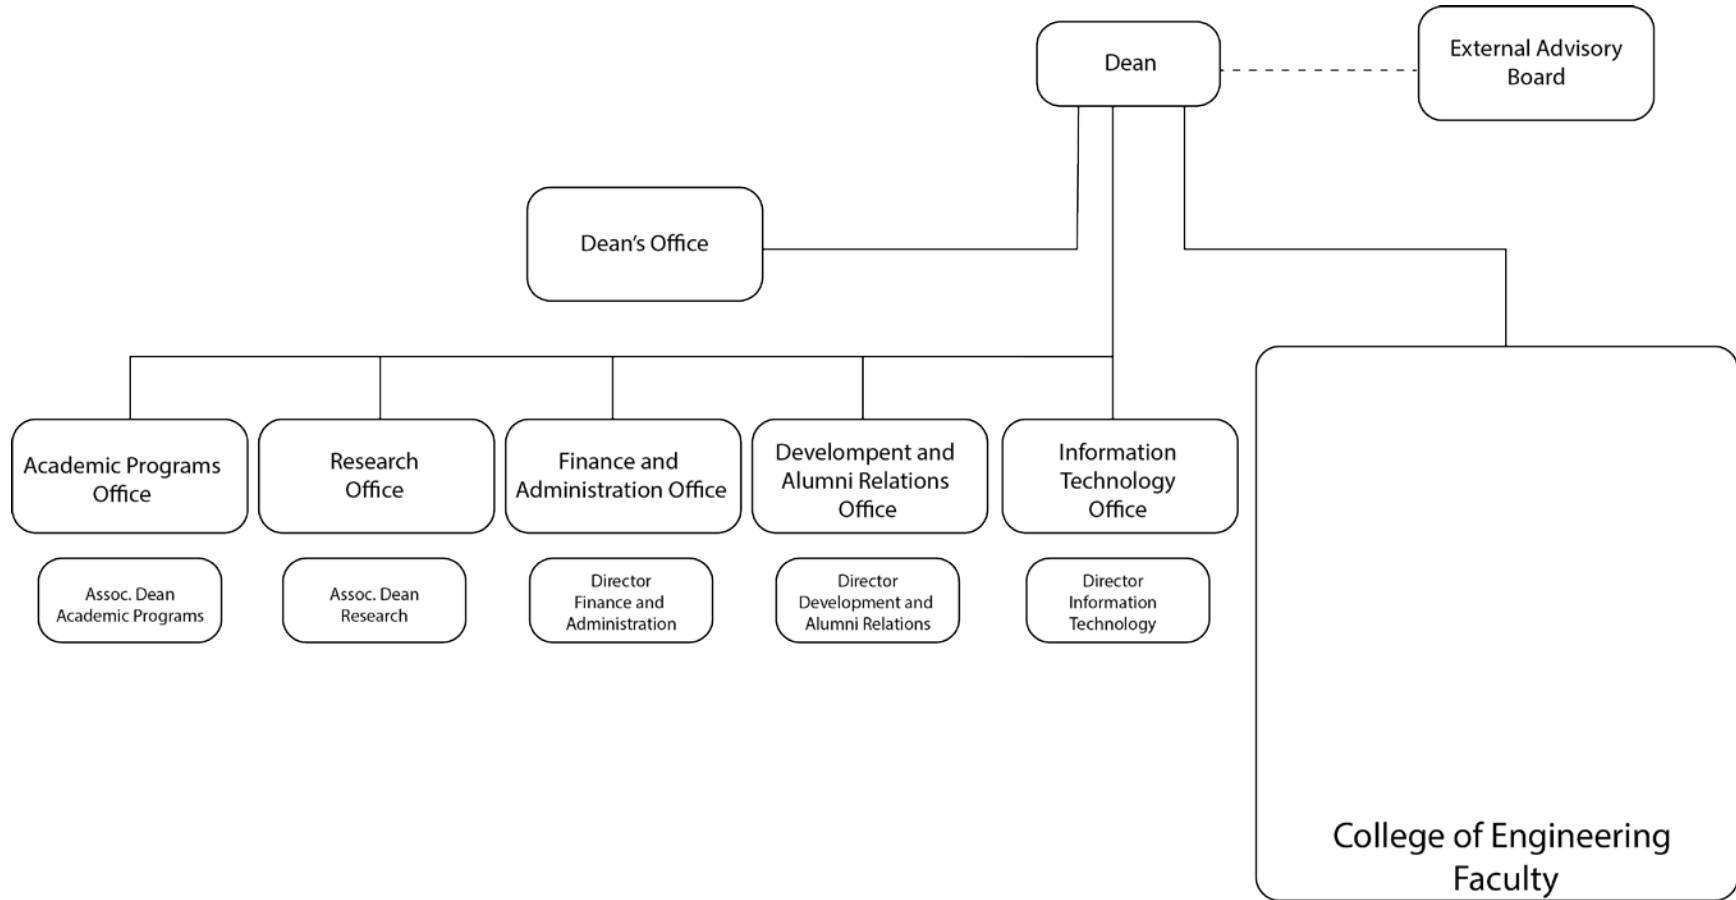 Dean
External Advisory
Board
Dean's Office
Academic Programs
Office
Research
Office
Finance and
Administration Office
Develompent and
Alumni Relations
Office
Information
Technology
Office
Assoc. Dean
Academic Programs
Assoc. Dean
Research
Director
Finance and
Administration
Director
Development and
Alumni Relations
Director
Information
Technology
College of Engineering
Faculty